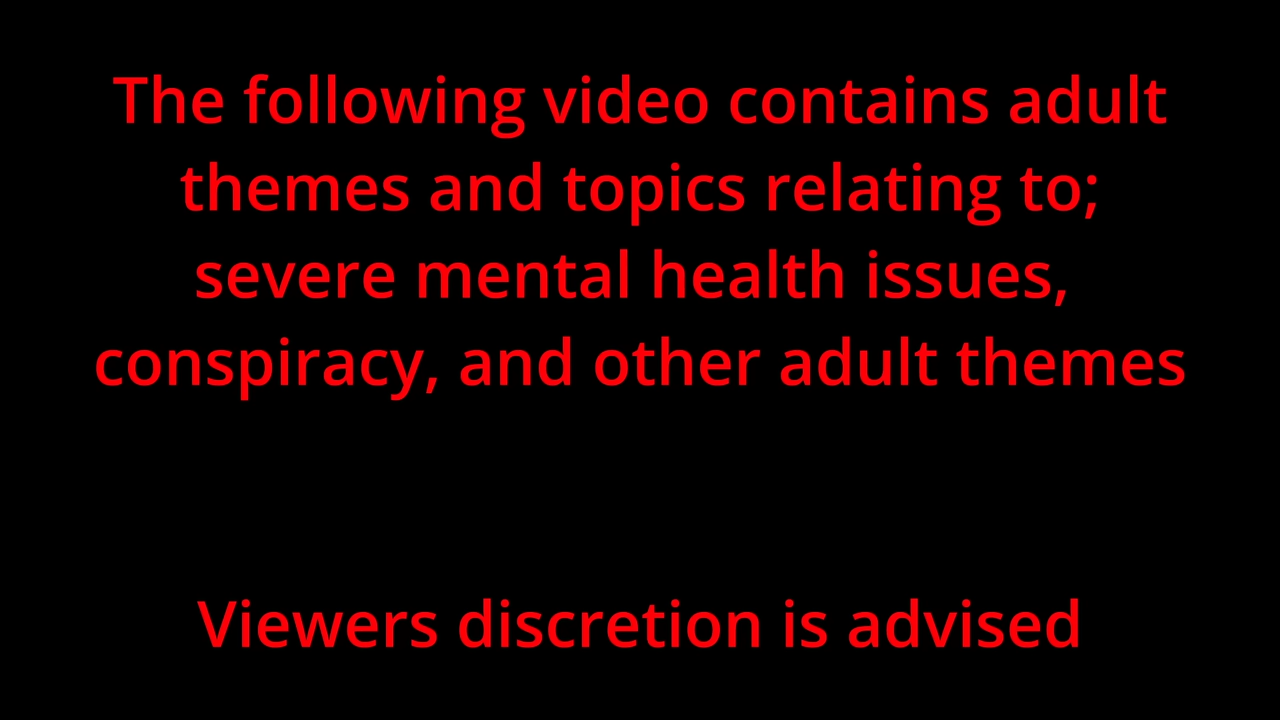 The following video contains adult
themes and topics relating to;
severe mental health issues,
conspiracy, and other adult themes
Viewers discretion is advised